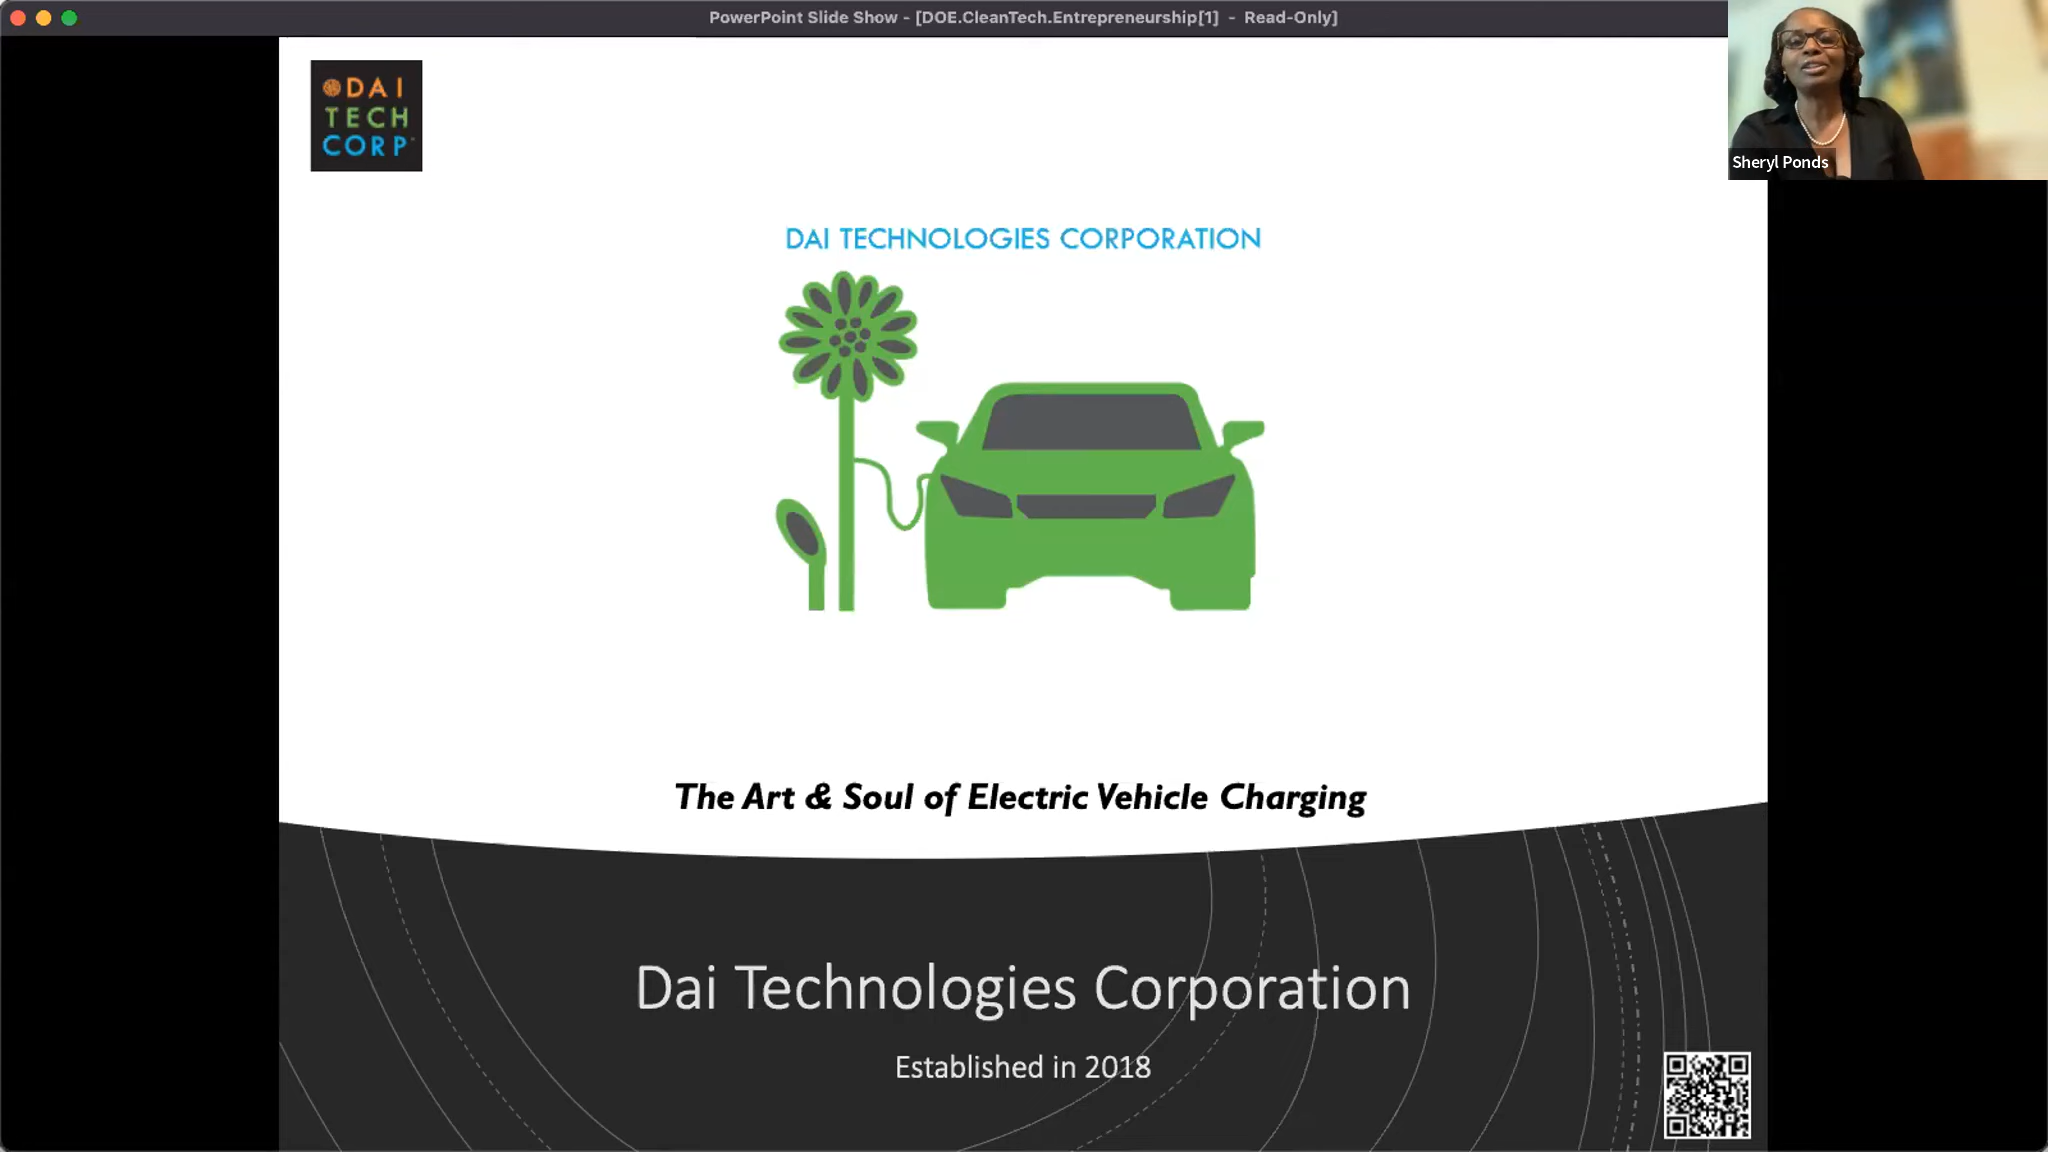 PowerPoint Slide Show - [DOE.CleanTech.Entrepreneurship[1] - Read-Only]
DAI
TECH
CORP
Sheryl Ponds
DAI TECHNOLOGIES CORPORATION
The Art & Soul of Electric Vehicle Charging
Dai Technologies Corporation
Established in 2018